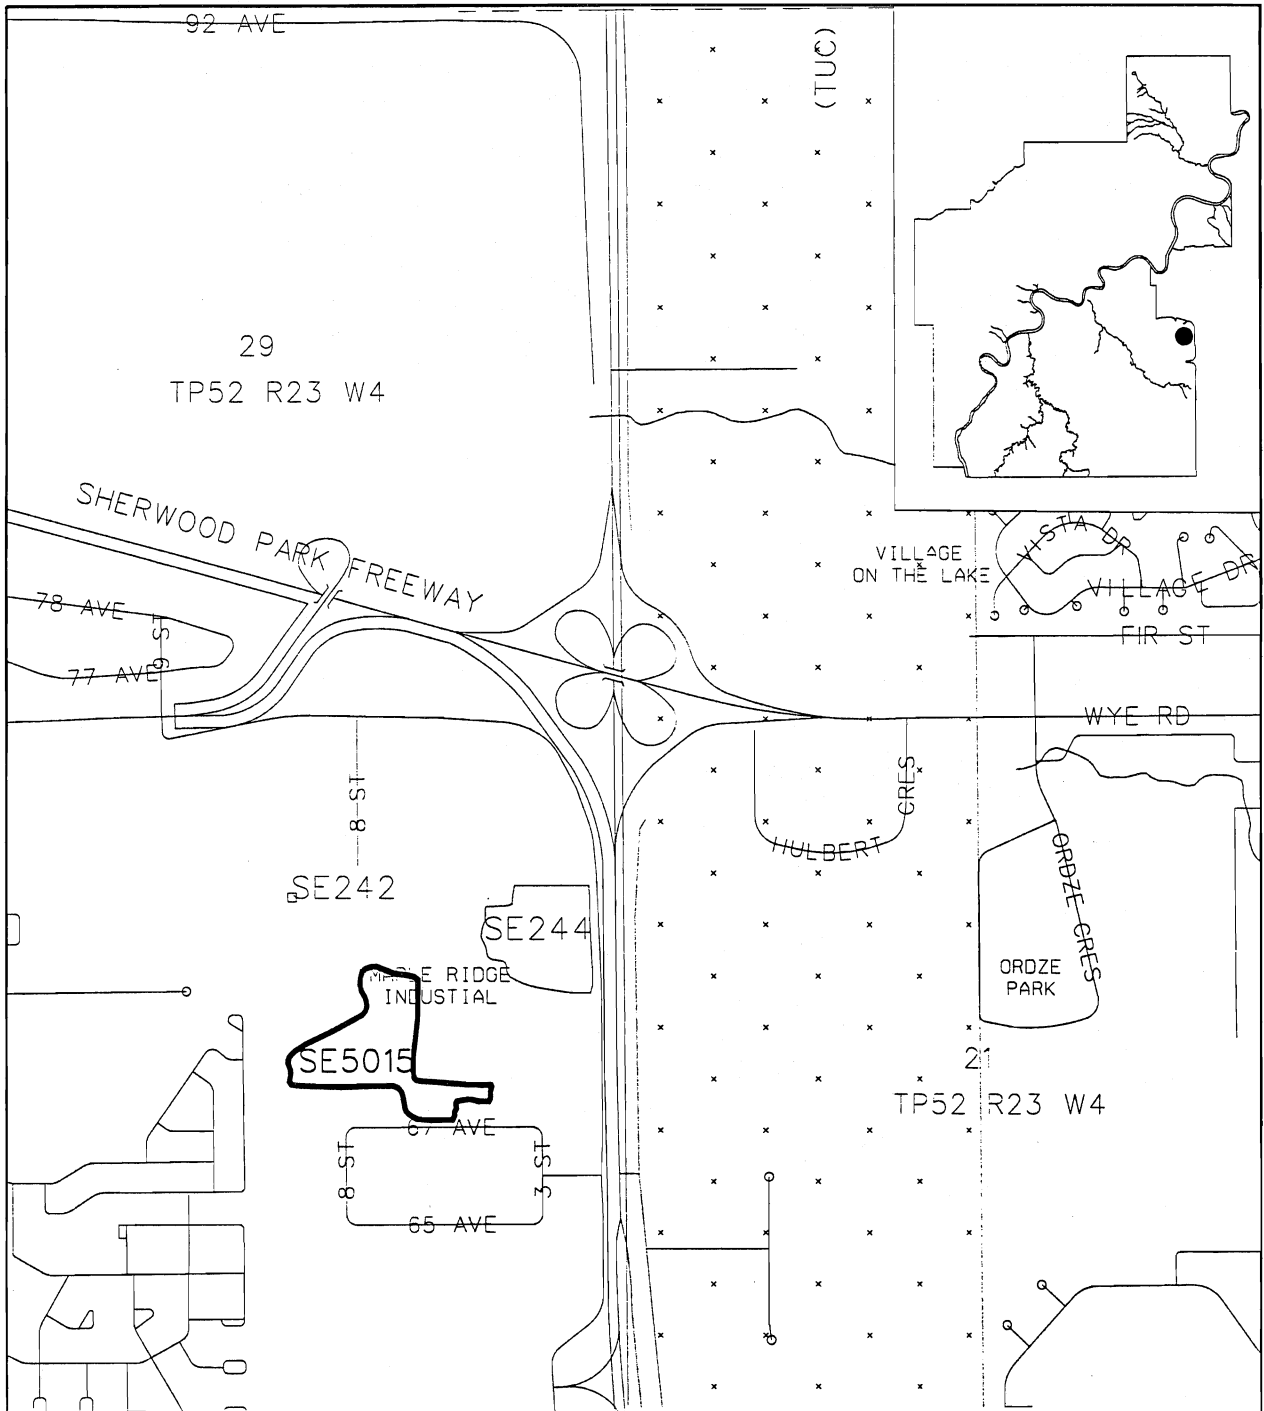 92 AVE
(TUC)
29
TP52 R23 W4
SHERWOOD PARK FREEWAY
VISTA DR
VILLAGE
ON THE LAKE
VILLAGE DR
78 AVE
9 ST
77 AVE
FIR ST
WYE RD
8 ST
CRES
HULBERT
ORDZE CRES
SE242
SE244
MAPLE RIDGE
INDUSTIAL
ORDZE
PARK
SE5015
21
TP52 R23 W4
67 AVE
8 ST
3 ST
65 AVE